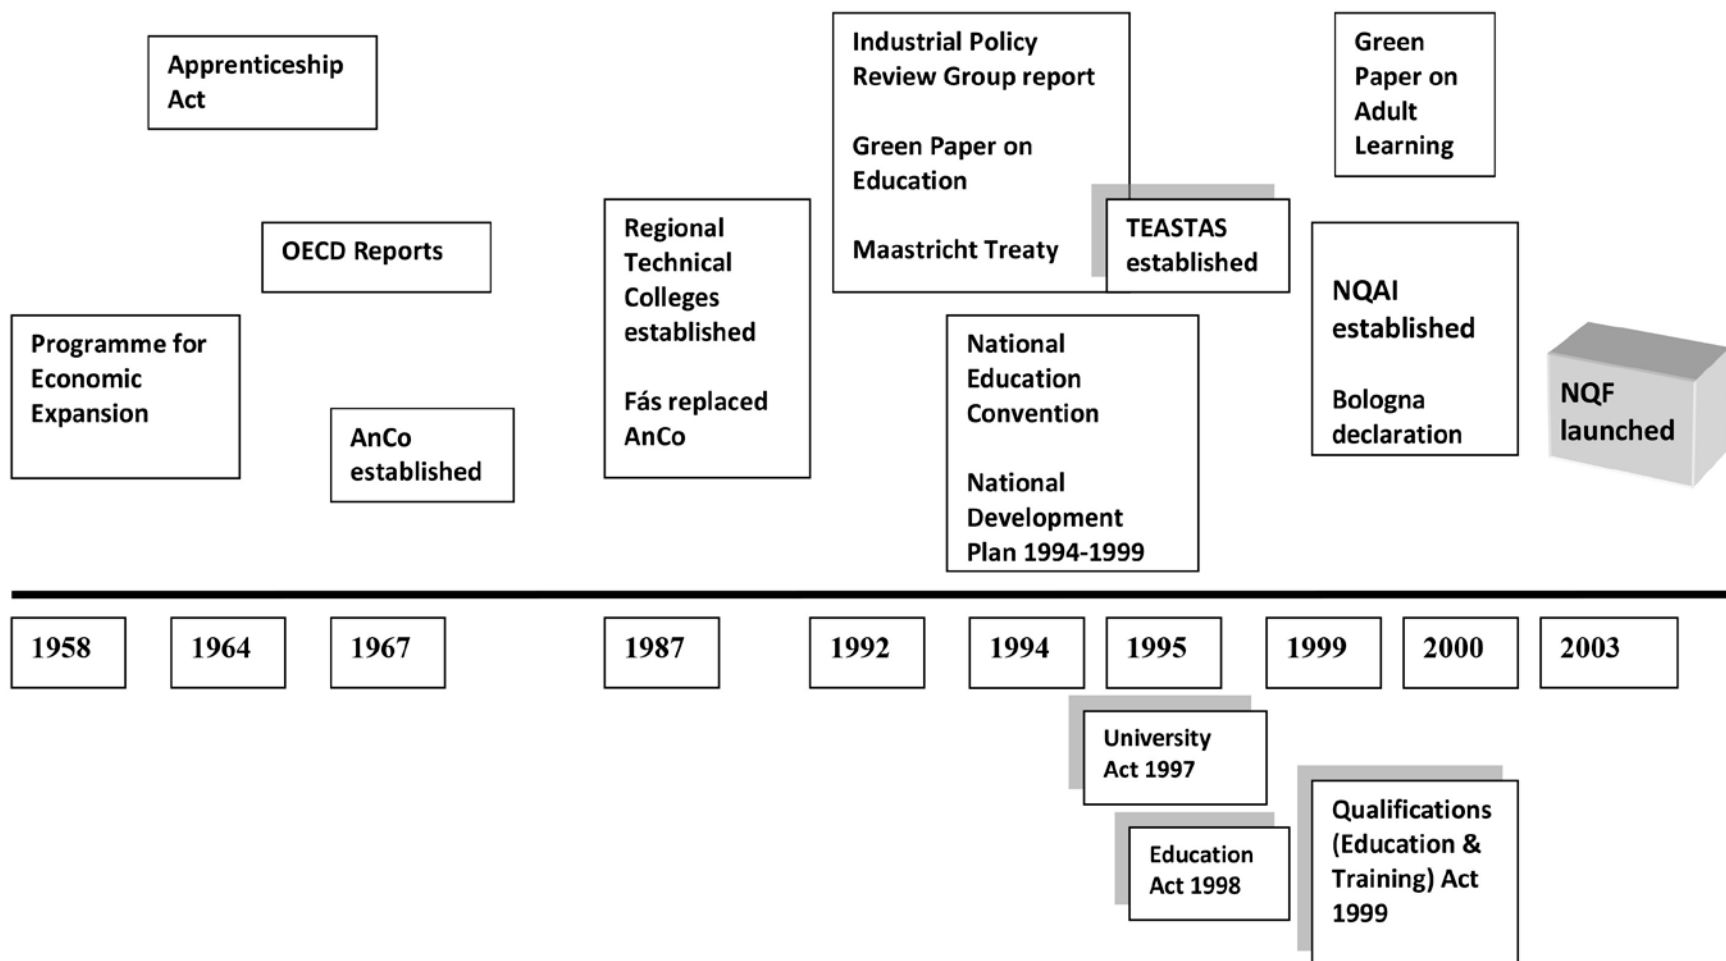 Apprenticeship
Act
Industrial Policy
Review Group report
Green Paper on
Education
Maastricht Treaty
Green
Paper on
Adult
Learning
OECD Reports
Regional
Technical
Colleges
established
Fás replaced
AnCo
TEASTAS
established
NQAI
established
Bologna
declaration
Programme for
Economic
Expansion
AnCo
established
National
Education
Convention
National
Development
Plan 1994-1999
NQF
launched
1958
1964
1967
1987
1992
1994
1995
1999
2000
2003
University
Act 1997
Education
Act 1998
Qualifications
(Education &
Training) Act
1999